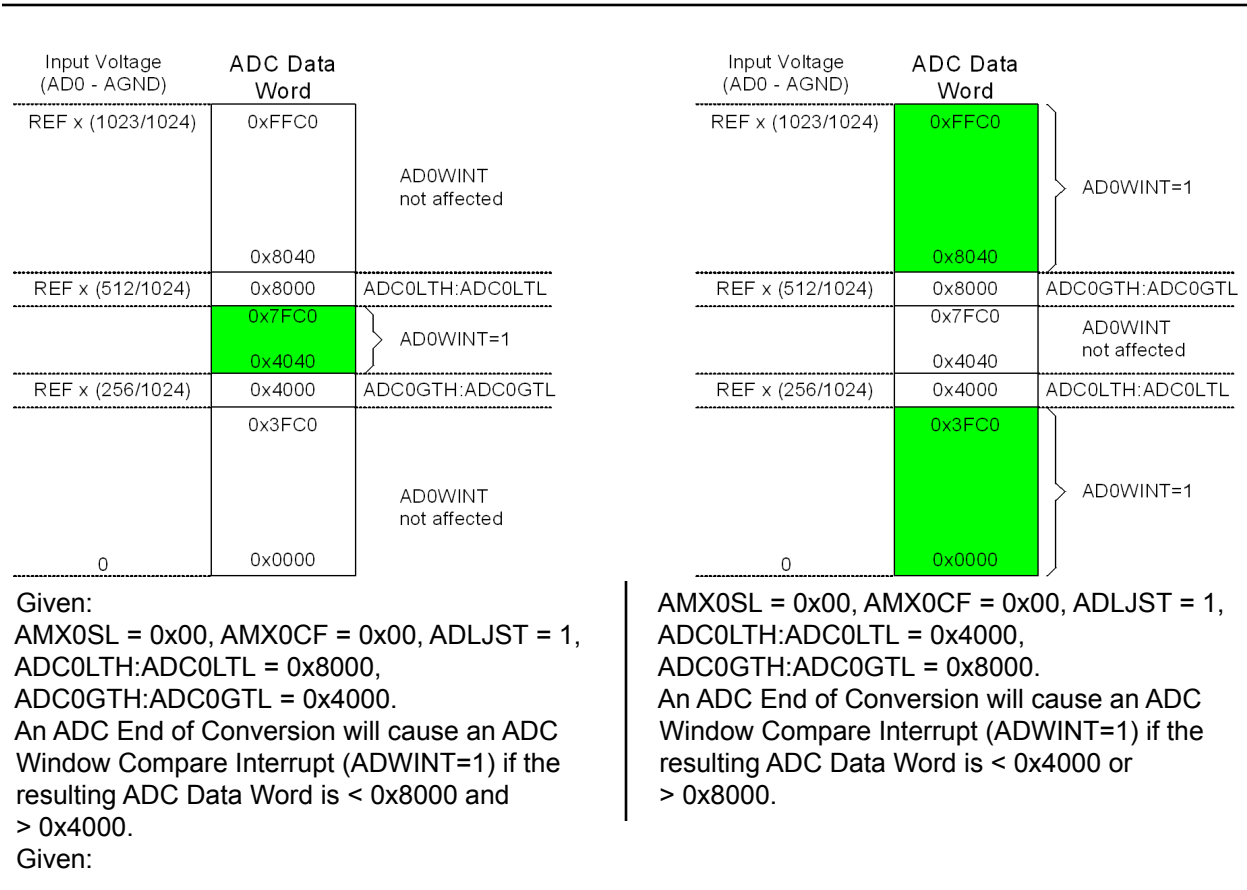 Input Voltage
(AD0 - AGND)
ADC Data
Word
REF x (1023/1024)
0xFFC0
AD0WINT
not affected
0x8040
REF x (512/1024)
0x8000
ADC0LTH:ADC0LTL
0x7FC0
AD0WINT=1
0x4040
REF x (256/1024)
0x4000
ADC0GTH:ADC0GTL
0x3FC0
AD0WINT
not affected
0
0x0000
Given:
AMX0SL = 0x00, AMX0CF = 0x00, ADLJST = 1,
ADC0LTH:ADC0LTL = 0x8000,
ADC0GTH:ADC0GTL = 0x4000.
An ADC End of Conversion will cause an ADC
Window Compare Interrupt (ADWINT=1) if the
resulting ADC Data Word is < 0x8000 and
> 0x4000.
Given:
Input Voltage
(AD0 - AGND)
ADC Data
Word
REF x (1023/1024)
0xFFC0
AD0WINT=1
0x8040
REF x (512/1024)
0x8000
ADC0GTH:ADC0GTL
0x7FC0
AD0WINT
not affected
0x4040
REF x (256/1024)
0x4000
ADC0LTH:ADC0LTL
0x3FC0
AD0WINT=1
0
0x0000
AMX0SL = 0x00, AMX0CF = 0x00, ADLJST = 1,
ADC0LTH:ADC0LTL = 0x4000,
ADC0GTH:ADC0GTL = 0x8000.
An ADC End of Conversion will cause an ADC
Window Compare Interrupt (ADWINT=1) if the
resulting ADC Data Word is < 0x4000 or
> 0x8000.